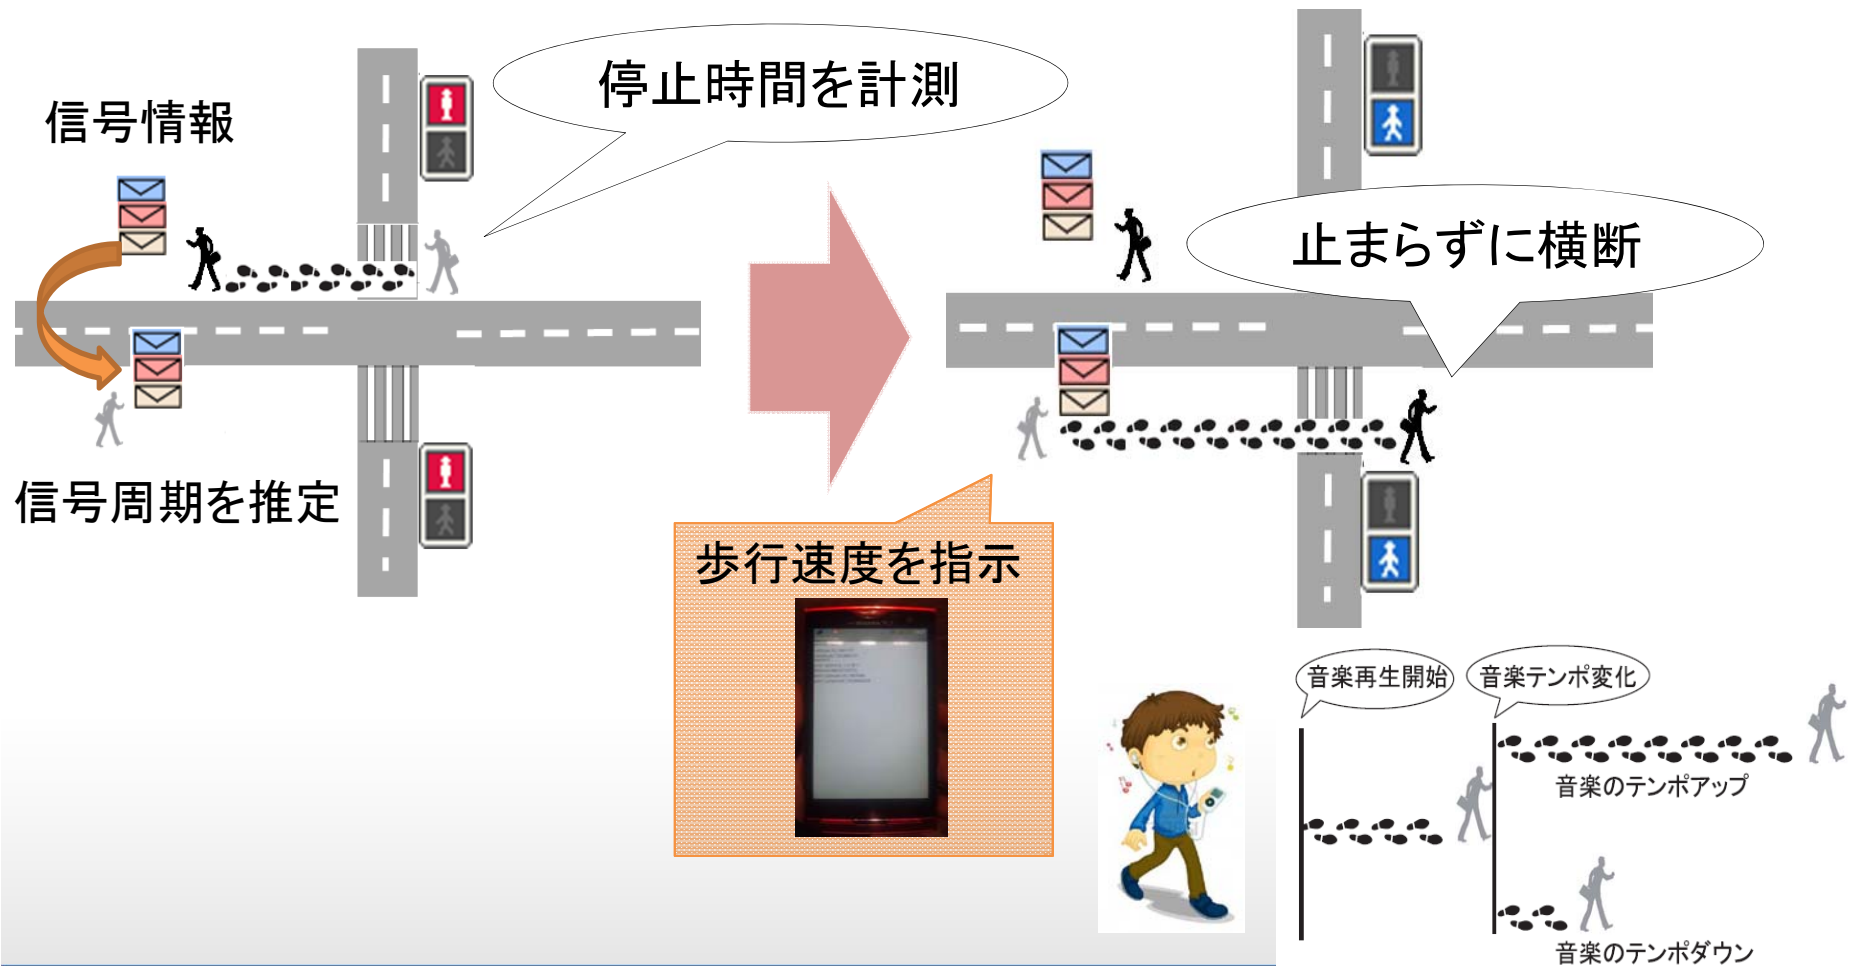 信号情報
停止時間を計測
信号周期を推定
止まらずに横断
歩行速度を指示
音楽再生開始
音楽テンポ変化
音楽のテンポアップ
音楽のテンポダウン